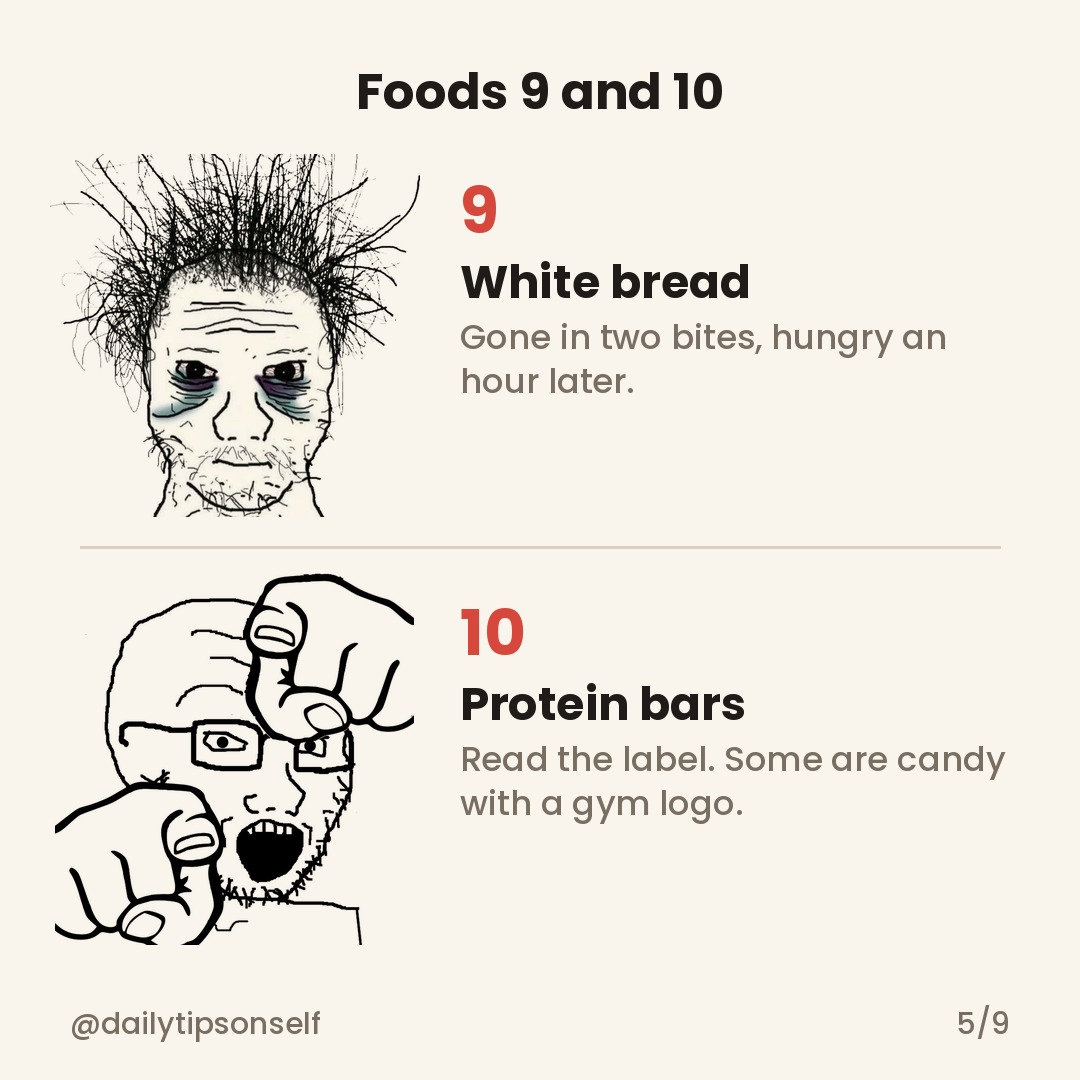 Foods 9 and 10
9
White bread
Gone in two bites, hungry an
hour later.
10
Protein bars
Read the label. Some are candy
with a gym logo.
@dailytipsonself
5/9